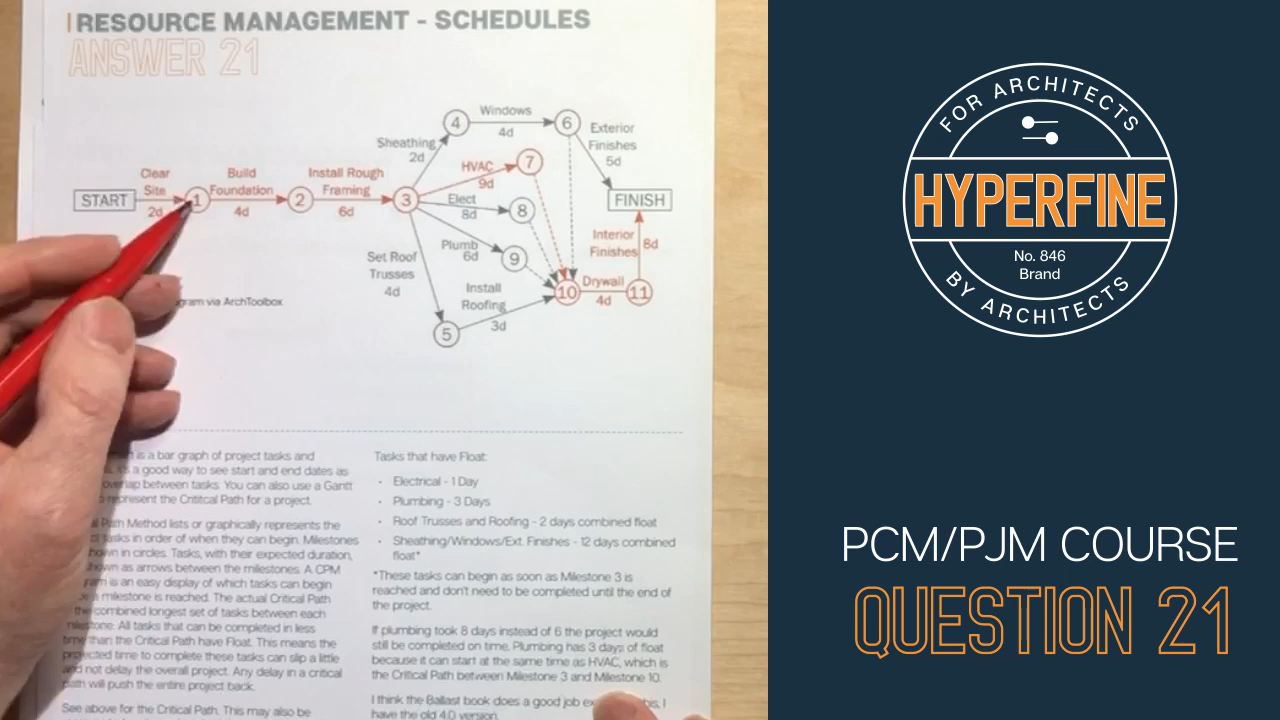 RESOURCE MANAGEMENT - SCHEDULES
ANSWER 21
START
Clear
Site
2d
1
Build
Foundation
4d
2
Install Rough
Framing
6d
3
Sheathing
2d
4
Windows
4d
6
Exterior
Finishes
5d
FINISH
HVAC
9d
7
Elect
8d
8
Plumb
6d
9
Set Roof
Trusses
4d
5
Install
Roofing
3d
10
Drywall
4d
11
Interior
Finishes
8d
via ArchToolbox
is a bar graph of project tasks and
a good way to see start and end dates as
between tasks. You can also use a Gantt
represent the Crititcal Path for a project.
Path Method lists or graphically represents the
tasks in order of when they can begin. Milestones
in circles. Tasks, with their expected duration,
as arrows between the milestones. A CPM
is an easy display of which tasks can begin
a milestone is reached. The actual Critical Path
combined longest set of tasks between each
All tasks that can be completed in less
time than the Critical Path have Float. This means the
projected time to complete these tasks can slip a little
and not delay the overall project. Any delay in a critical
path will push the entire project back.
See above for the Critical Path. This may also be
Tasks that have Float:
• Electrical - 1 Day
• Plumbing - 3 Days
• Roof Trusses and Roofing - 2 days combined float
• Sheathing/Windows/Ext. Finishes - 12 days combined
float*
*These tasks can begin as soon as Milestone 3 is
reached and don't need to be completed until the end of
the project.
If plumbing took 8 days instead of 6 the project would
still be completed on time. Plumbing has 3 days of float
because it can start at the same time as HVAC, which is
the Critical Path between Milestone 3 and Milestone 10.
I think the Ballast book does a good job
have the old 4.0 version.
FOR ARCHITECTS
HYPERFINE
No. 846
Brand
BY ARCHITECTS
PCM/PJM COURSE
QUESTION 21